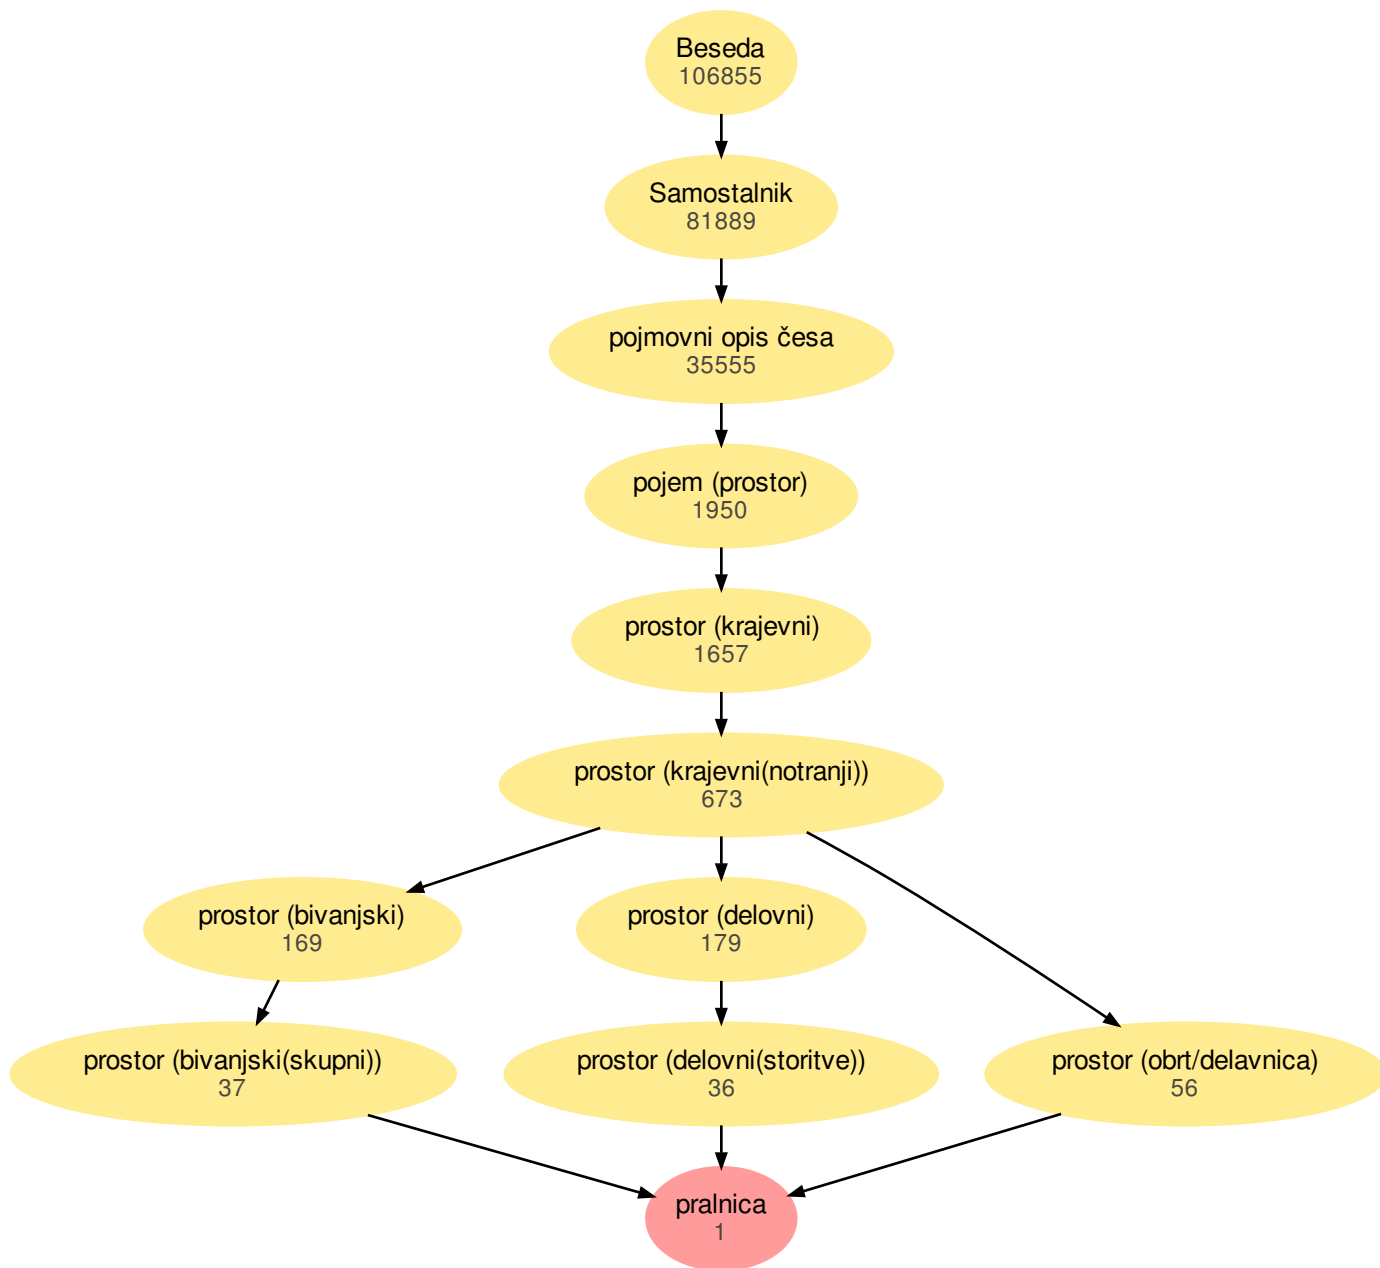 Beseda
106855
Samostalnik
81889
pojmovni opis česa
35555
pojem (prostor)
1950
prostor (krajevni)
1657
prostor (krajevni(notranji))
673
prostor (bivanjski)
169
prostor (delovni)
179
prostor (bivanjski(skupni))
37
prostor (delovni(storitve))
36
prostor (obrt/delavnica)
56
pralnica
1